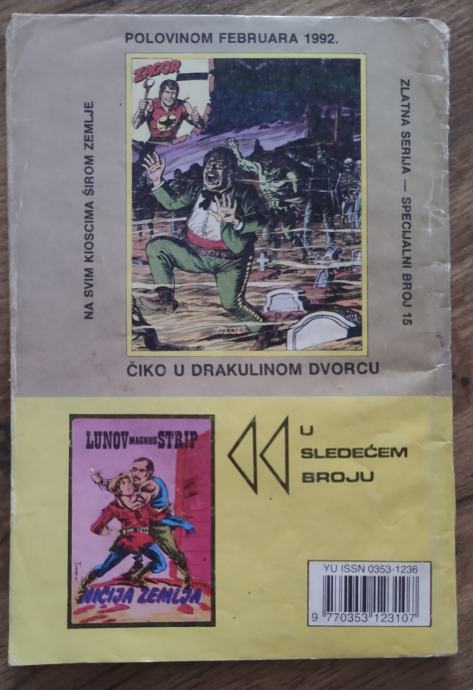 POLOVINOM FEBRUARA 1992.
NA SVIM KIOSCIMA ŠIROM ZEMLJE
ZAGOR
ZLATNA SERIJA — SPECIJALNI BROJ 15
ČIKO U DRAKULINOM DVORCU
LUNOV MAGNUS STRIP
NIČIJA ZEMLJA
U
SLEDEĆEM
BROJU
YU ISSN 0353-1236
9 770353 123107